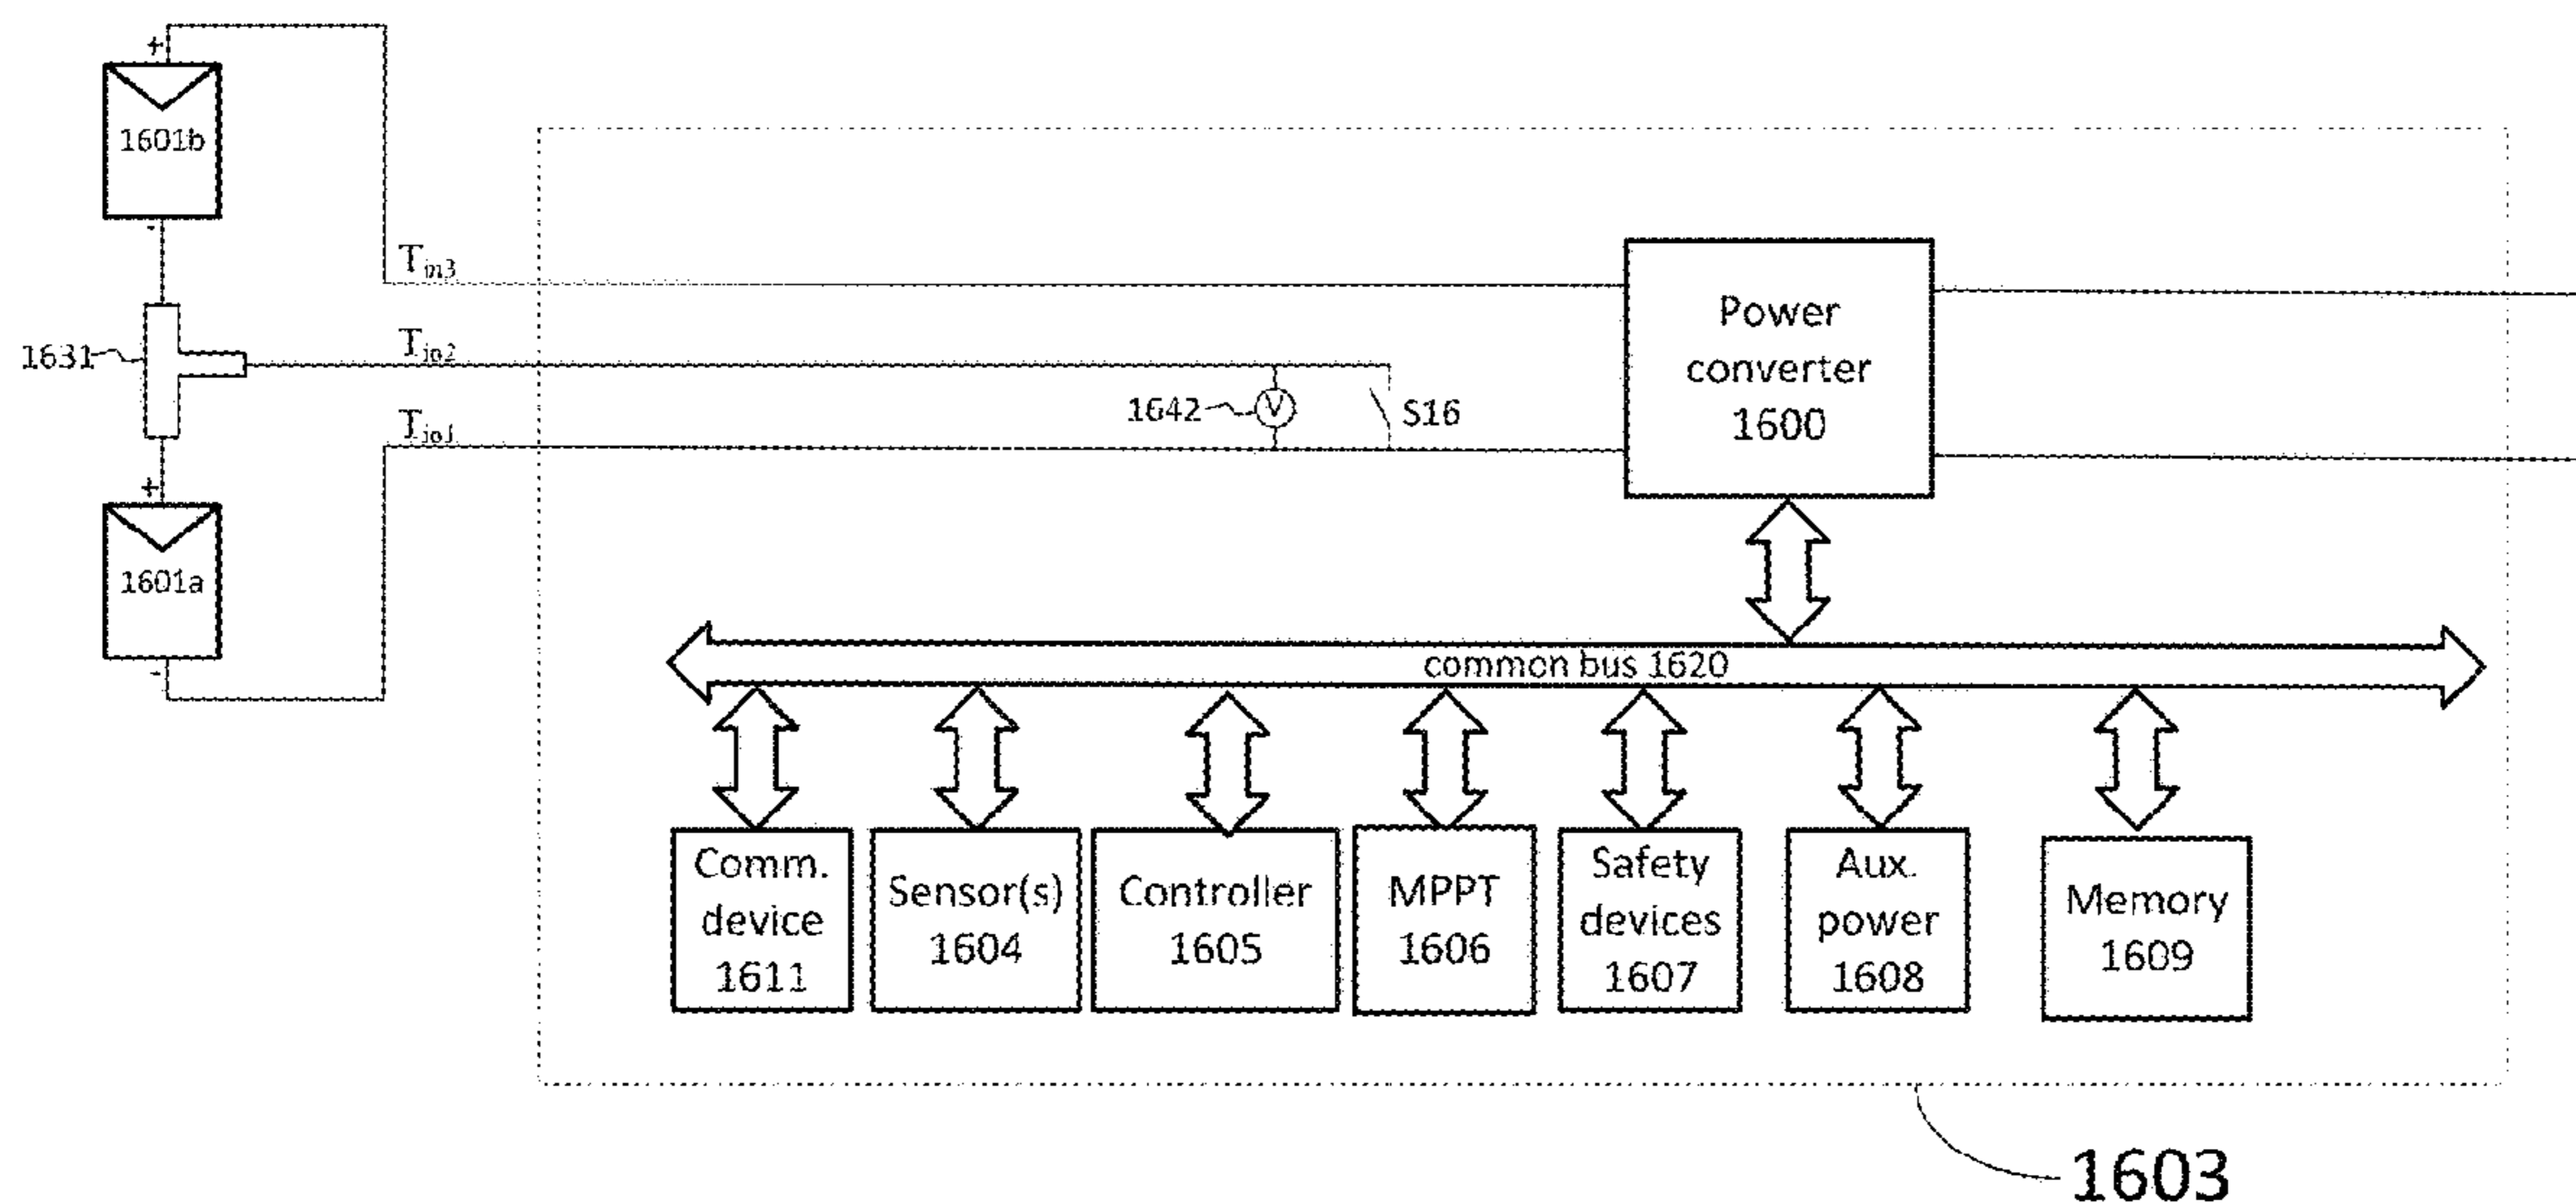 +
1601b
-
T_in3
1631
T_in2
T_in1
1642
V
S16
Power
converter
1600
+
1601a
-
common bus 1620
Comm.
device
1611
Sensor(s)
1604
Controller
1605
MPPT
1606
Safety
devices
1607
Aux.
power
1608
Memory
1609
1603